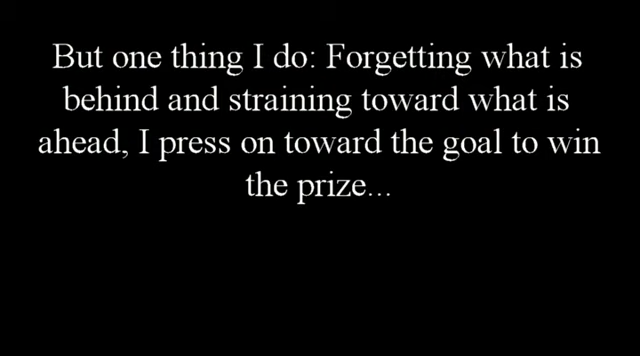 But one thing I do: Forgetting what is
behind and straining toward what is
ahead, I press on toward the goal to win
the prize...